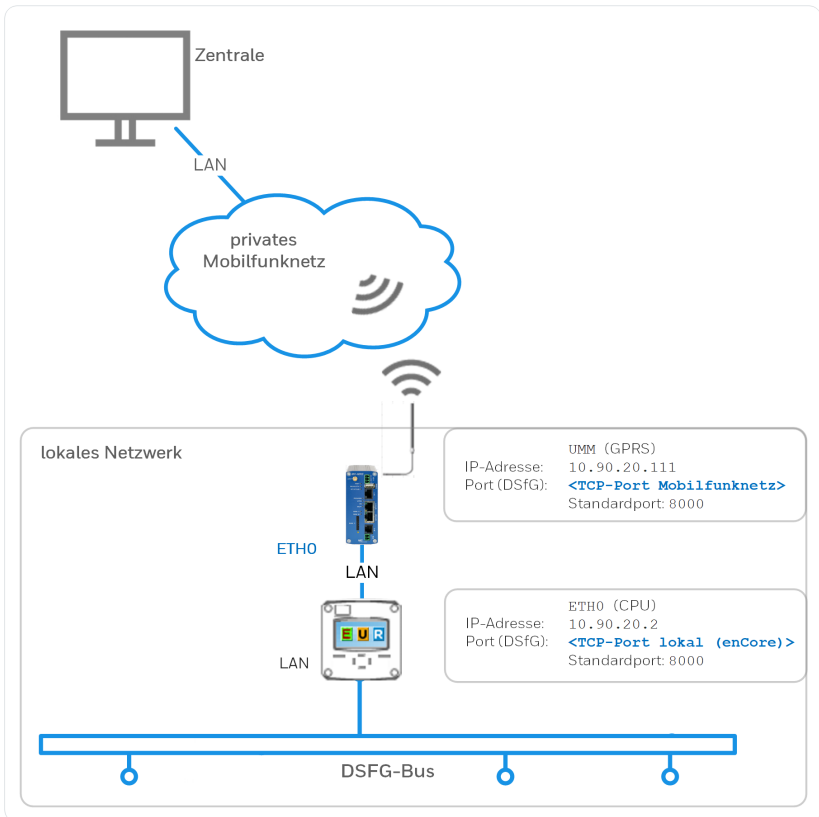 Zentrale
LAN
privates
Mobilfunknetz
lokales Netzwerk
UMM (GPRS)
IP-Adresse: 10.90.20.111
Port (DSfG): <TCP-Port Mobilfunknetz>
Standardport: 8000
ETH0
LAN
ETH0 (CPU)
IP-Adresse: 10.90.20.2
Port (DSfG): <TCP-Port lokal (enCore)>
Standardport: 8000
EUR
LAN
DSFG-Bus